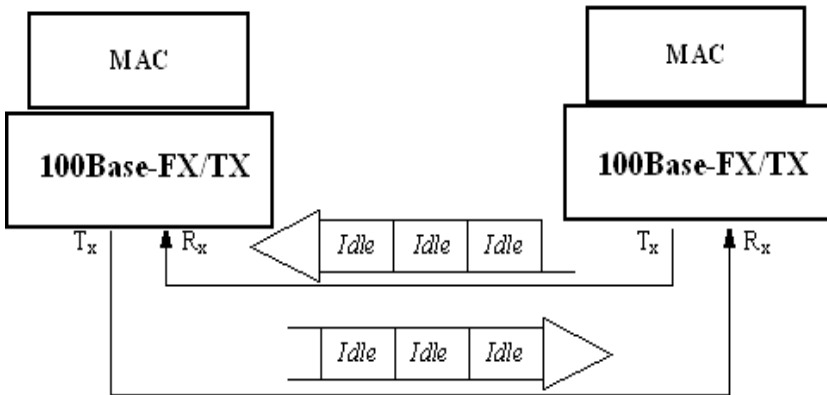 MAC
MAC
100Base-FX/TX
100Base-FX/TX
Tx
Rx
Idle Idle Idle
Tx
Rx
Idle Idle Idle